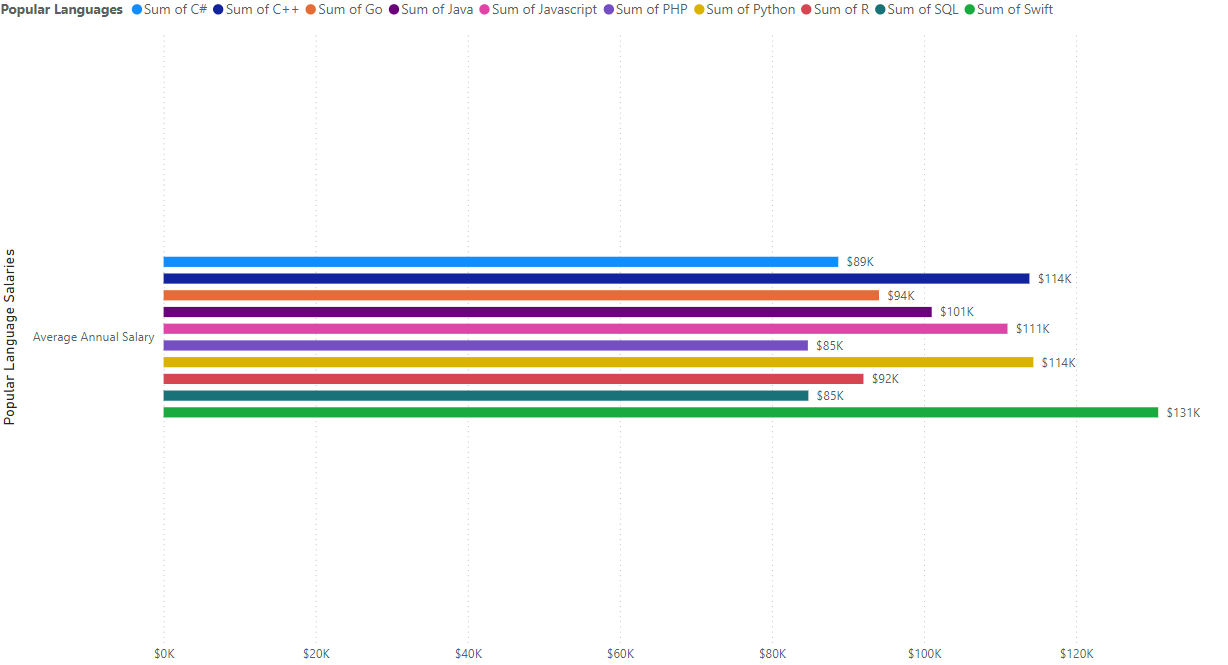 Popular Languages Sum of C# Sum of C++ Sum of Go Sum of Java Sum of Javascript Sum of PHP Sum of Python Sum of R Sum of SQL Sum of Swift
Popular Language Salaries
Average Annual Salary
$89K
$114K
$94K
$101K
$111K
$85K
$114K
$92K
$85K
$131K
$0K $20K $40K $60K $80K $100K $120K